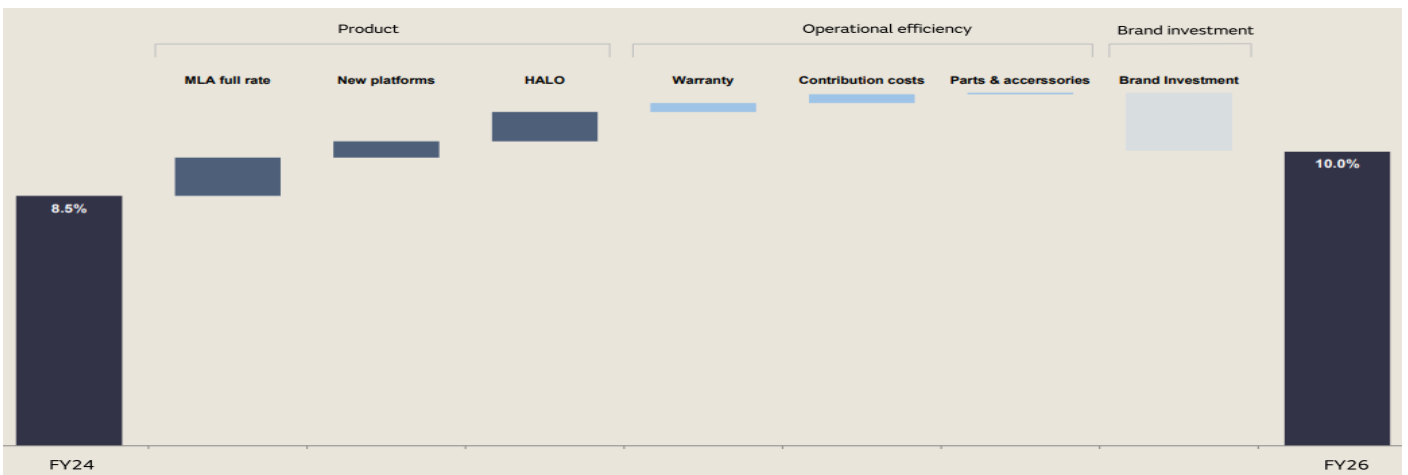 Product
Operational efficiency
Brand investment
MLA full rate
New platforms
HALO
Warranty
Contribution costs
Parts & accerssories
Brand Investment
8.5%
10.0%
FY24
FY26